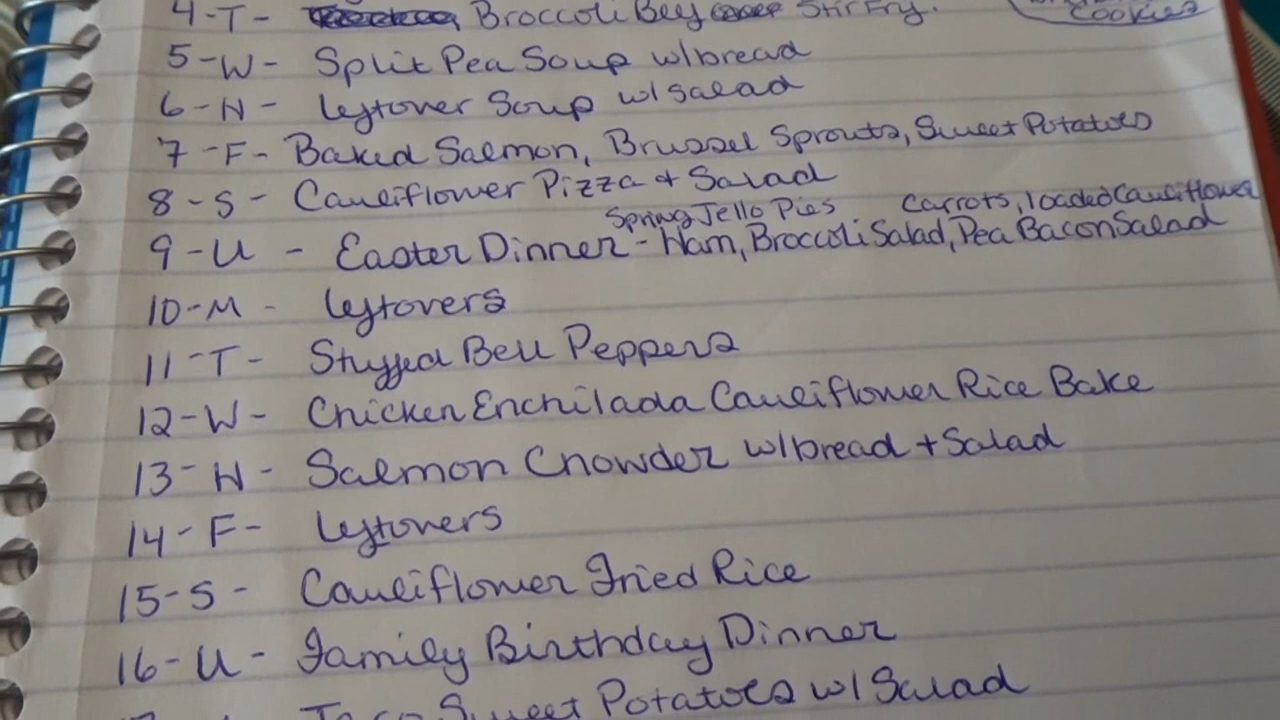 4-T- Broccoli Beef Stir Fry.
cookies
5-W- Split Pea Soup w/bread
6-H- leftover Soup w/salad
7-F- Baked Salmon, Brussel Sprouts, Sweet Potatoes
8-S- Cauliflower Pizza + Salad
Spring Jello Pies carrots, loaded cauliflower
9-U- Easter Dinner - Ham, Broccoli Salad, Pea Bacon Salad
10-M- leftovers
11-T- Stuffed Bell Peppers
12-W- Chicken Enchilada Cauliflower Rice Bake
13-H- Salmon Chowder w/bread + Salad
14-F- leftovers
15-S- Cauliflower Fried Rice
16-U- Family Birthday Dinner
Taco Sweet Potatoes w/ Salad